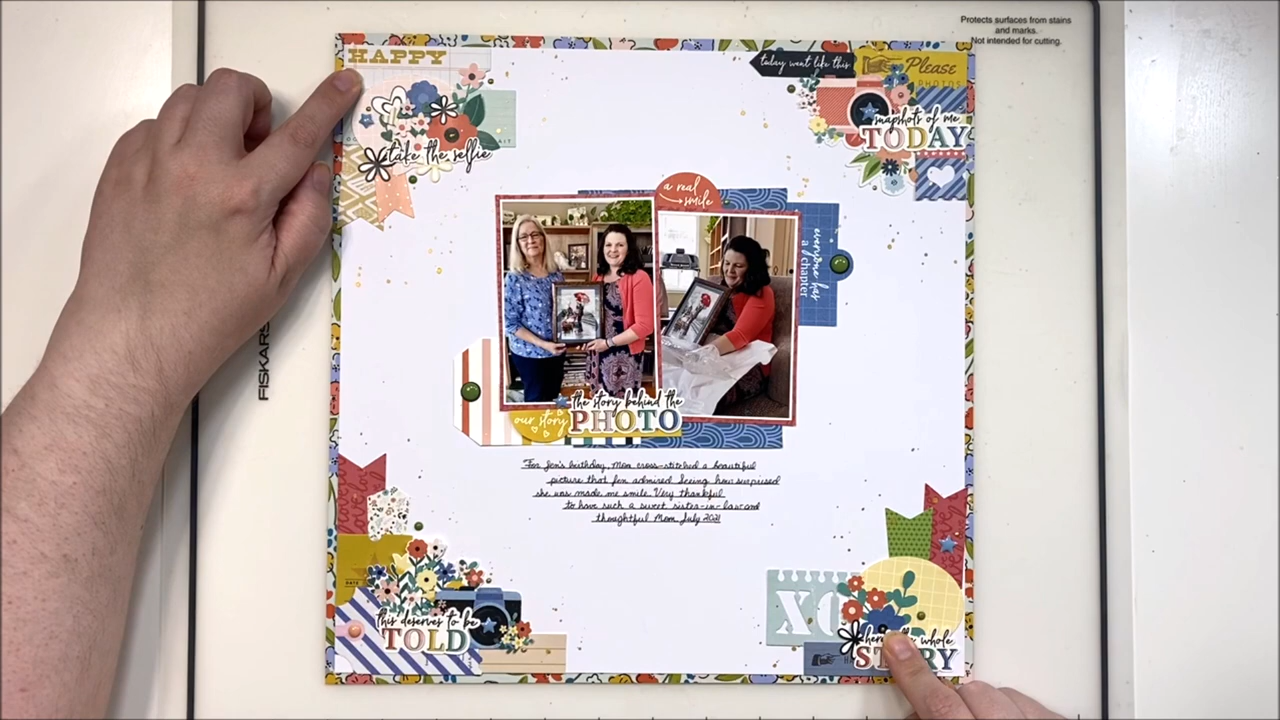 Protects surfaces from stains
and marks.
Not intended for cutting.
HAPPY
take the selfie
today went like this
Please
PHOTOS
snapshots of me
TODAY
a real
smile
everyone has
a chapter
our story
the story behind the
PHOTO
For Jen's birthday, Mom cross-stitched a beautiful
picture that Jen admired. Seeing how surprised
she was made me smile. Very thankful
to have such a sweet sister-in-law and
thoughtful Mom. July 2021
FISKARS
DATE
this deserves to be
TOLD
XO
whole